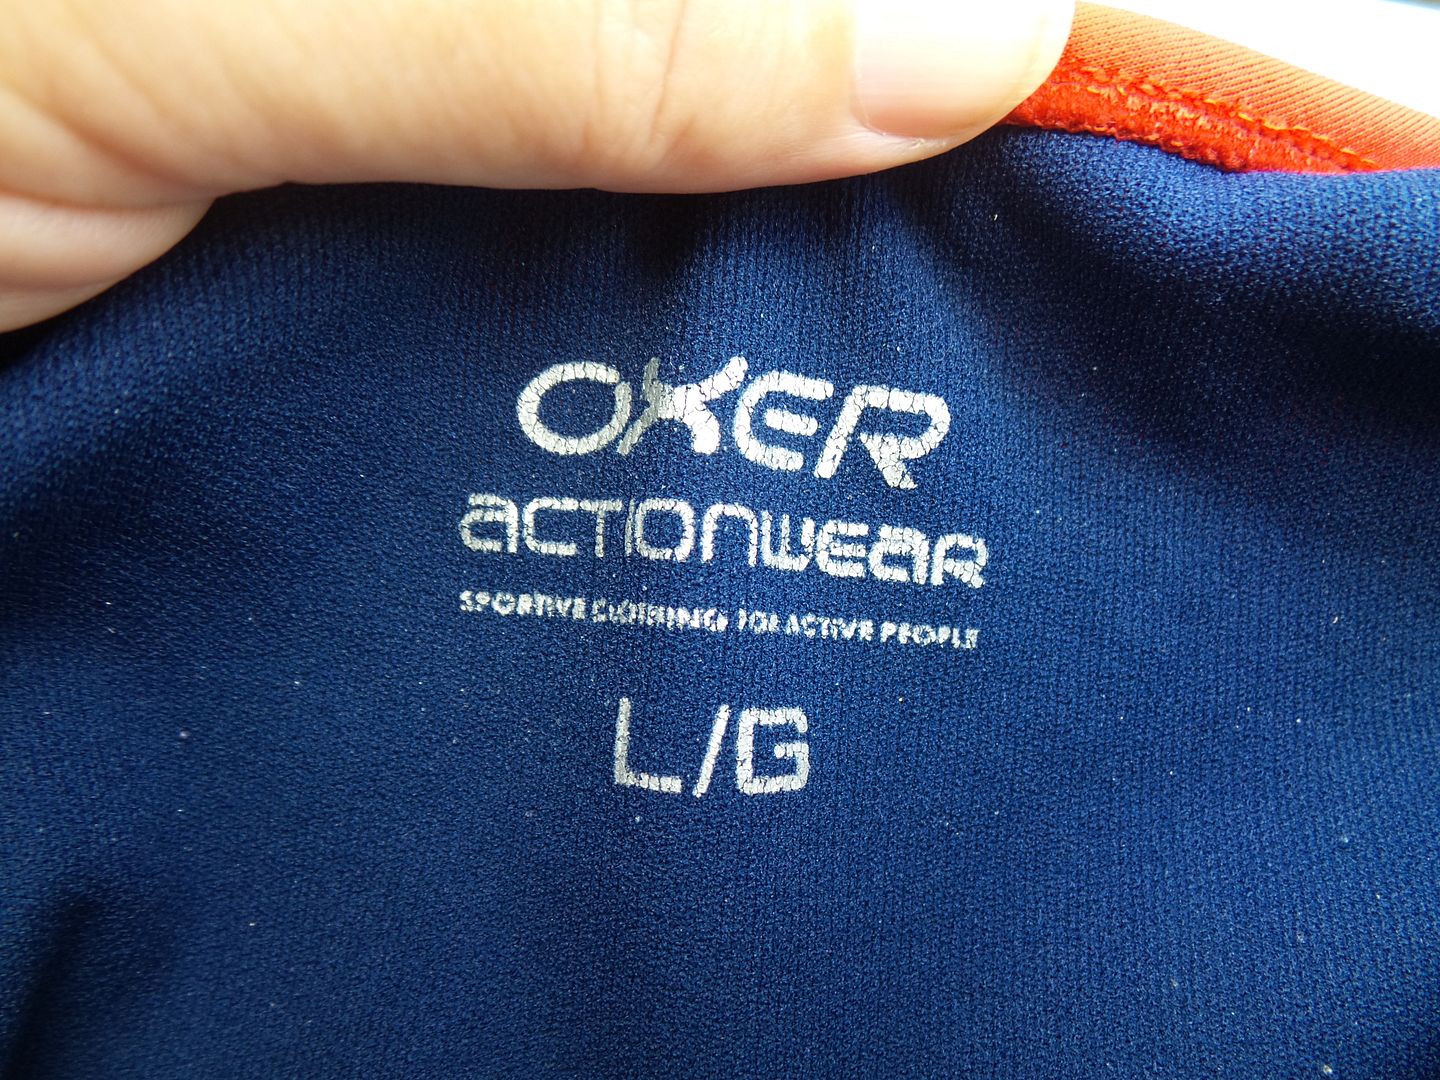 OXER
ACTIONWEAR
SPORTIVE CLOTHING FOR ACTIVE PEOPLE
L/G